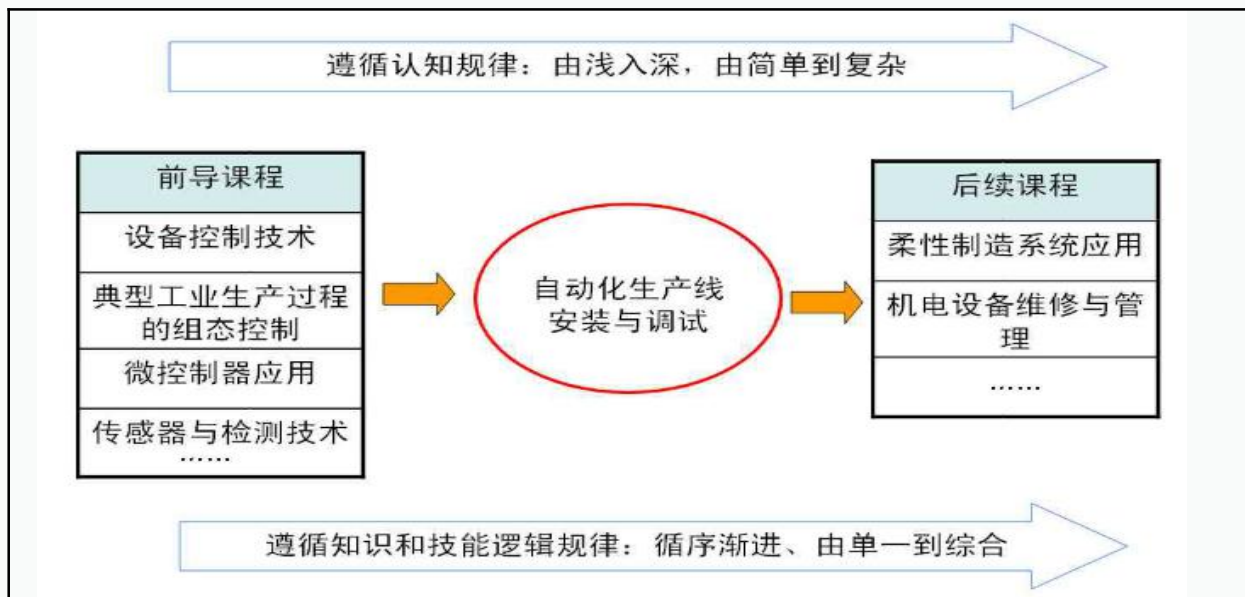 遵循认知规律：由浅入深，由简单到复杂
前导课程
设备控制技术
典型工业生产过程
的组态控制
微控制器应用
传感器与检测技术
……
自动化生产线
安装与调试
后续课程
柔性制造系统应用
机电设备维修与管
理
……
遵循知识和技能逻辑规律：循序渐进、由单一到综合